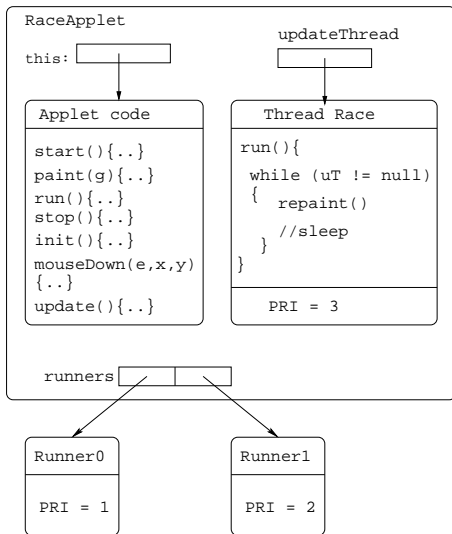 RaceApplet
this:
updateThread
Applet code
start(){..}
paint(g){..}
run(){..}
stop(){..}
init(){..}
mouseDown(e,x,y)
{..}
update(){..}
Thread Race
run(){
while (uT != null)
{
repaint()
//sleep
}
}
PRI = 3
runners
Runner0
PRI = 1
Runner1
PRI = 2